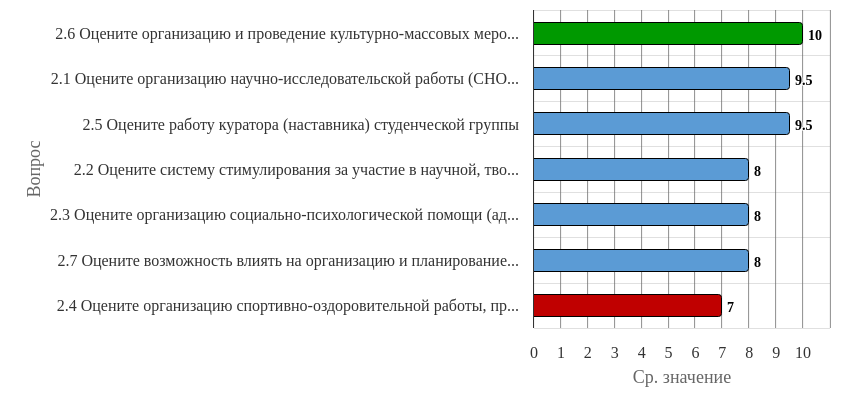 2.6 Оцените организацию и проведение культурно-массовых меро... 10
2.1 Оцените организацию научно-исследовательской работы (СНО... 9.5
2.5 Оцените работу куратора (наставника) студенческой группы 9.5
2.2 Оцените систему стимулирования за участие в научной, тво... 8
2.3 Оцените организацию социально-психологической помощи (ад... 8
2.7 Оцените возможность влиять на организацию и планирование... 8
2.4 Оцените организацию спортивно-оздоровительной работы, пр... 7
Вопрос
0 1 2 3 4 5 6 7 8 9 10
Ср. значение